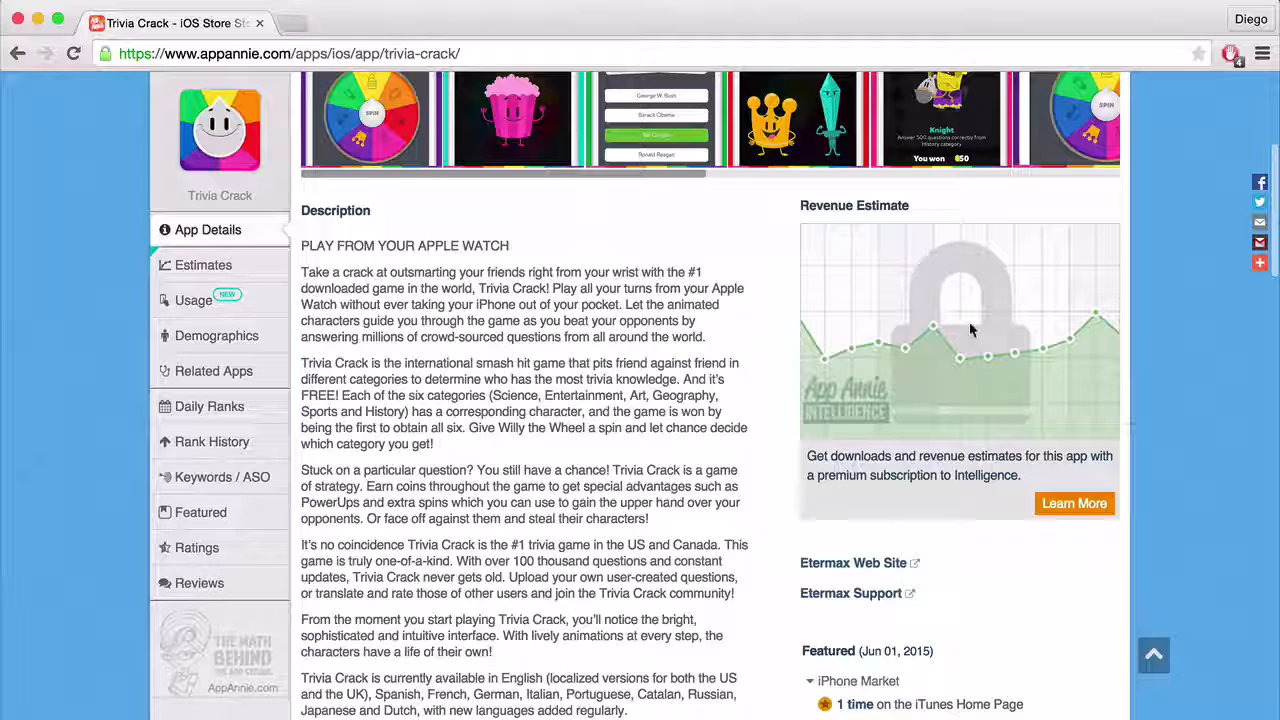 Trivia Crack - iOS Store Sto
Diego
https://www.appannie.com/apps/ios/app/trivia-crack/
4
SPIN
George W. Bush
Barack Obama
Bill Clinton
Ronald Reagan
Knight
Answer 500 questions correctly from
History category
You won 50
SPIN
Trivia Crack
App Details
Estimates
Usage NEW
Demographics
Related Apps
Daily Ranks
Rank History
Keywords / ASO
Featured
Ratings
Reviews
THE MATH
BEHIND
AppAnnie.com
Description
PLAY FROM YOUR APPLE WATCH
Take a crack at outsmarting your friends right from your wrist with the #1
downloaded game in the world, Trivia Crack! Play all your turns from your Apple
Watch without ever taking your iPhone out of your pocket. Let the animated
characters guide you through the game as you beat your opponents by
answering millions of crowd-sourced questions from all around the world.
Trivia Crack is the international smash hit game that pits friend against friend in
different categories to determine who has the most trivia knowledge. And it's
FREE! Each of the six categories (Science, Entertainment, Art, Geography,
Sports and History) has a corresponding character, and the game is won by
being the first to obtain all six. Give Willy the Wheel a spin and let chance decide
which category you get!
Stuck on a particular question? You still have a chance! Trivia Crack is a game
of strategy. Earn coins throughout the game to get special advantages such as
PowerUps and extra spins which you can use to gain the upper hand over your
opponents. Or face off against them and steal their characters!
It's no coincidence Trivia Crack is the #1 trivia game in the US and Canada. This
game is truly one-of-a-kind. With over 100 thousand questions and constant
updates, Trivia Crack never gets old. Upload your own user-created questions,
or translate and rate those of other users and join the Trivia Crack community!
From the moment you start playing Trivia Crack, you'll notice the bright,
sophisticated and intuitive interface. With lively animations at every step, the
characters have a life of their own!
Trivia Crack is currently available in English (localized versions for both the US
and the UK), Spanish, French, German, Italian, Portuguese, Catalan, Russian,
Japanese and Dutch, with new languages added regularly.
Revenue Estimate
App Annie
INTELLIGENCE
Get downloads and revenue estimates for this app with
a premium subscription to Intelligence.
Learn More
Etermax Web Site
Etermax Support
Featured (Jun 01, 2015)
iPhone Market
1 time on the iTunes Home Page